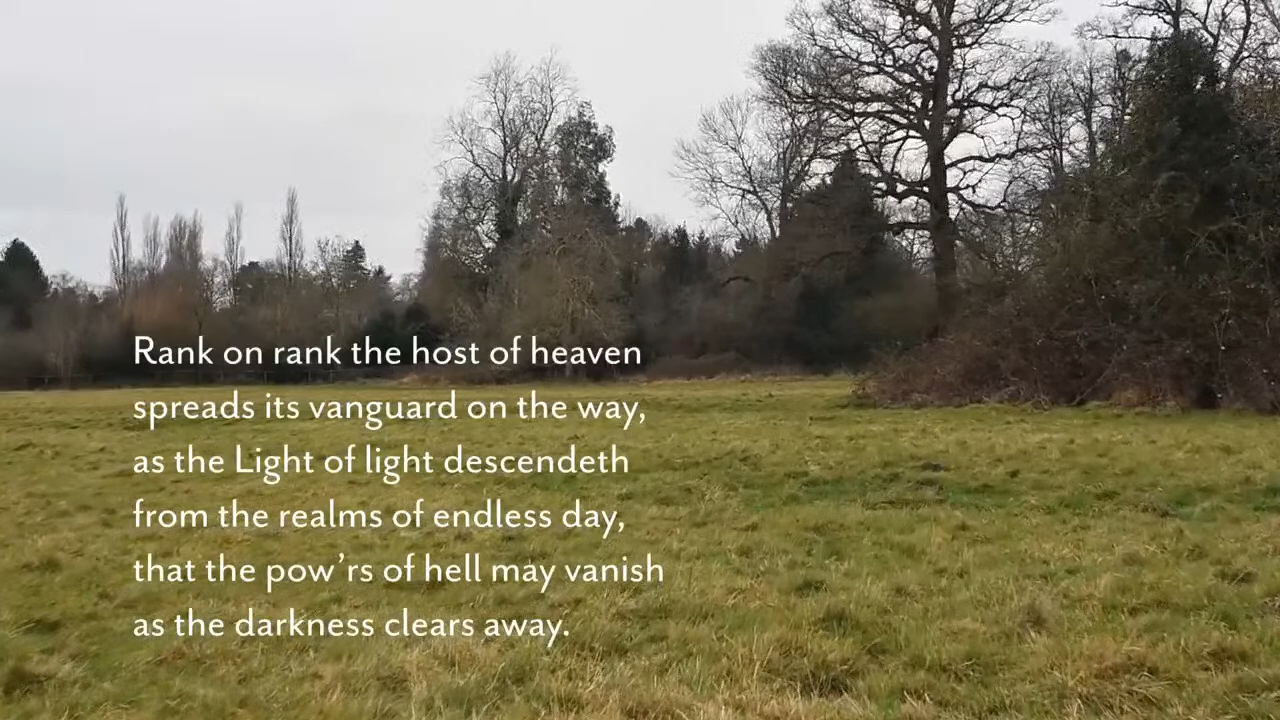 Rank on rank the host of heaven
spreads its vanguard on the way,
as the Light of light descendeth
from the realms of endless day,
that the pow’rs of hell may vanish
as the darkness clears away.